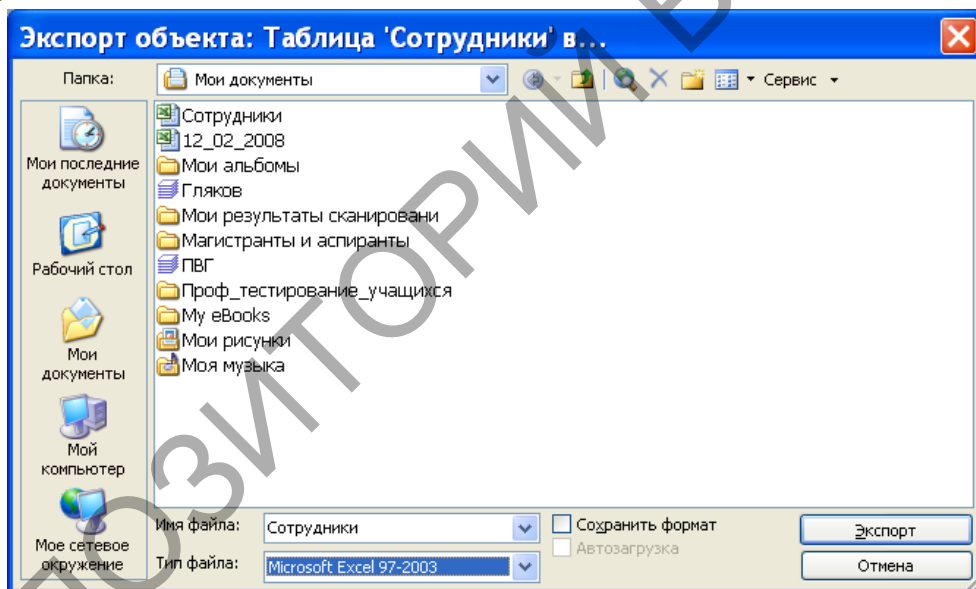 Экспорт объекта: Таблица 'Сотрудники' в...
Папка:
Мои документы
Сервис
Мои последние
документы
Рабочий стол
Мои
документы
Мой
компьютер
Мое сетевое
окружение
Сотрудники
12_02_2008
Мои альбомы
Гляков
Мои результаты сканировани
Магистранты и аспиранты
ПВГ
Проф_тестирование_учащихся
My eBooks
Мои рисунки
Моя музыка
Имя файла:
Сотрудники
Сохранить формат
Экспорт
Автозагрузка
Тип файла:
Microsoft Excel 97-2003
Отмена
ПОЗИТОРИЙ В